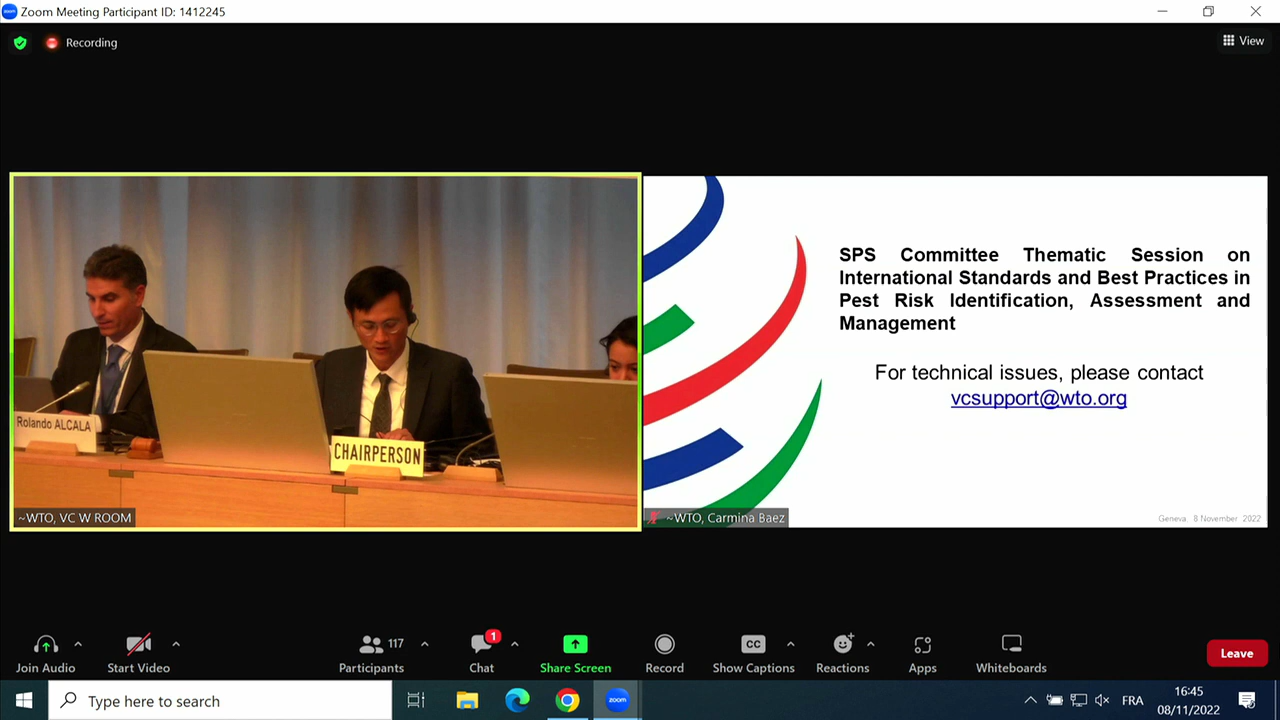 Zoom Meeting Participant ID: 1412245
Recording
View
SPS Committee Thematic Session on
International Standards and Best Practices in
Pest Risk Identification, Assessment and
Management
For technical issues, please contact
vcsupport@wto.org
Rolando ALCALA
CHAIRPERSON
~WTO, VC W ROOM
~WTO, Carmina Baez
Geneva 8 November 2022
117
1
CC
Join Audio
Start Video
Participants
Chat
Share Screen
Record
Show Captions
Reactions
Apps
Whiteboards
Leave
Type here to search
zoom
FRA
16:45
08/11/2022